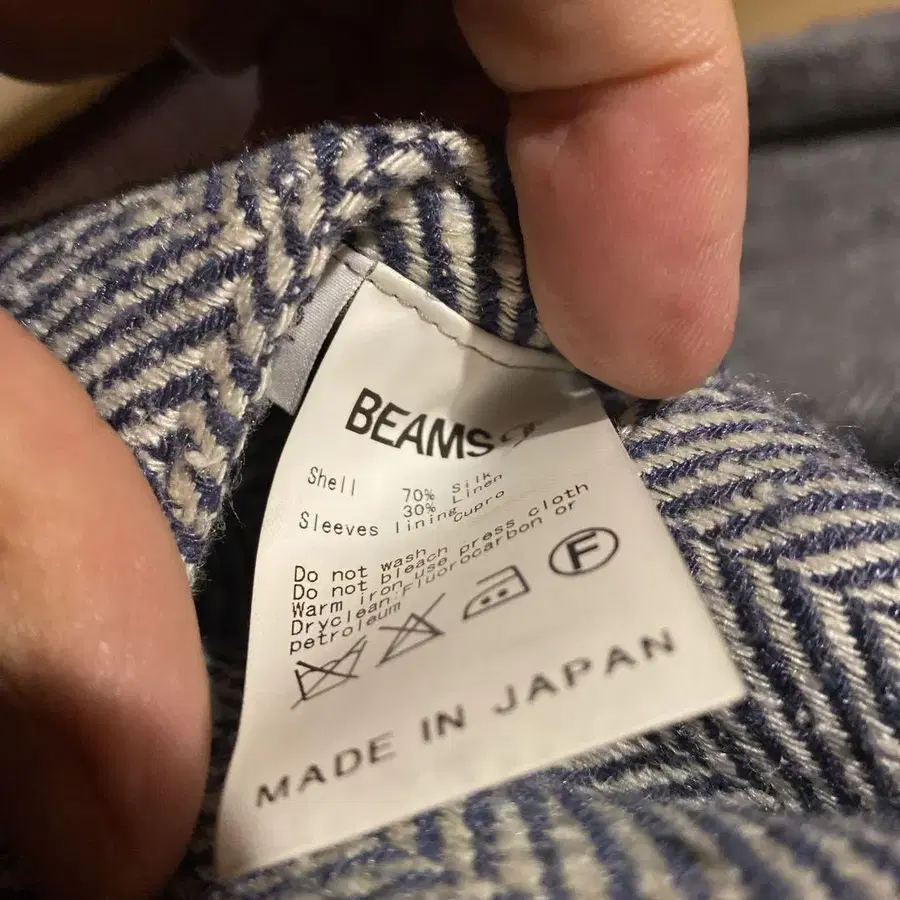 BEAMS
Shell 70% Silk
30% Linen
Sleeves lining Cupro
Do not wash
Do not bleach press cloth
Warm iron,use
Dryclean:Fluorocarbon or
petroleum
F
MADE IN JAPAN